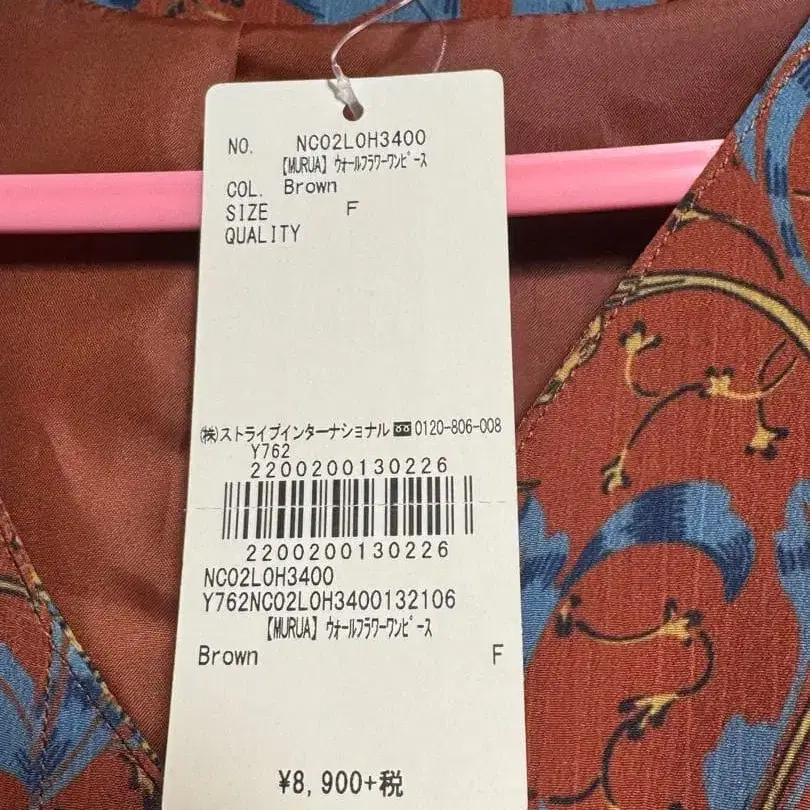 NO. NC02L0H3400
【MURUA】ウォールフラワーワンピース
COL. Brown
SIZE F
QUALITY
㈱ストライプインターナショナル 0120-806-008
Y762
2200200130226
2200200130226
NC02L0H3400
Y762NC02L0H3400132106
【MURUA】ウォールフラワーワンピース
Brown F
¥8,900+税